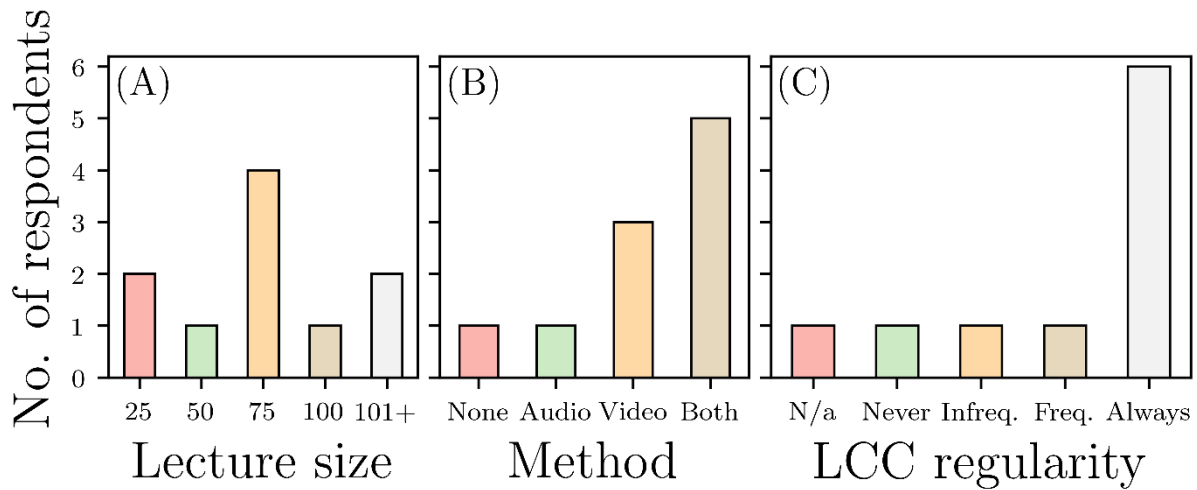 No. of respondents
6
5
4
3
2
1
0
(A)
25 50 75 100 101+
Lecture size
(B)
None Audio Video Both
Method
(C)
N/a Never Infreq. Freq. Always
LCC regularity